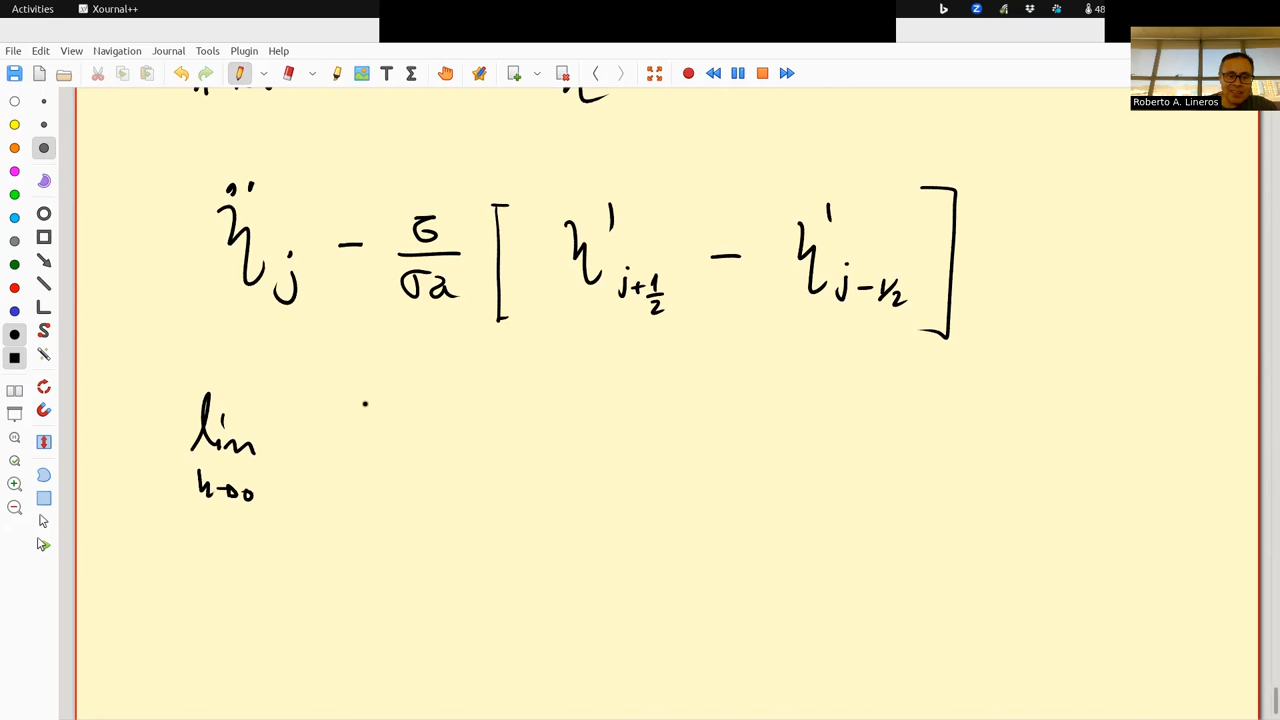 Activities Xournal++ 48
File Edit View Navigation Journal Tools Plugin Help
Roberto A. Lineros
η̈_j − σ/(σa) [ η'_{j+1/2} − η'_{j−1/2} ]
lim
h→0